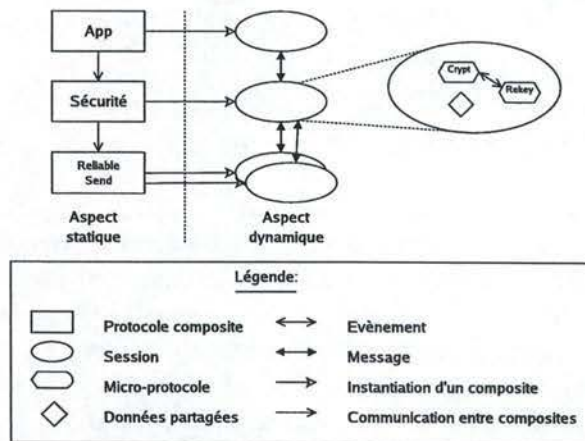 App
Sécurité
Reliable
Send
Crypt
Rekey
Aspect
statique
Aspect
dynamique
Légende:
Protocole composite
Evènement
Session
Message
Micro-protocole
Instantiation d'un composite
Données partagées
Communication entre composites